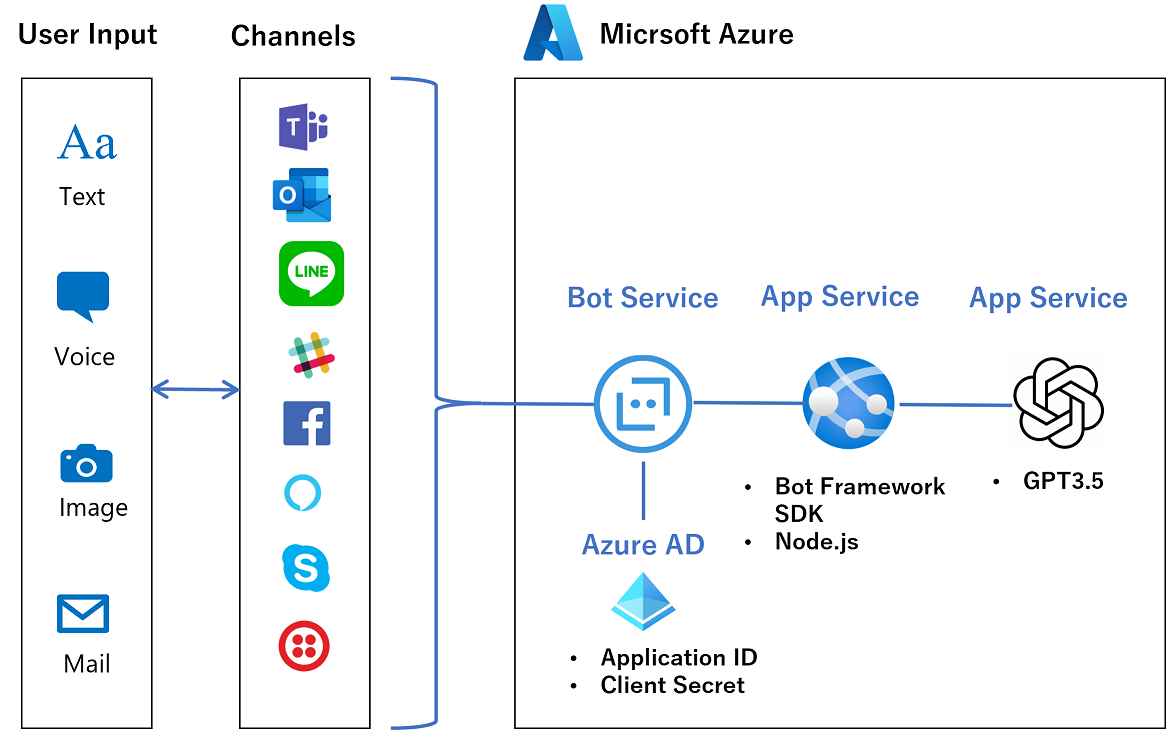 User Input
Channels
Micrsoft Azure
Aa
Text
Voice
Image
Mail
T
O
LINE
f
S
Bot Service
App Service
App Service
• Bot Framework
SDK
• Node.js
• GPT3.5
Azure AD
• Application ID
• Client Secret